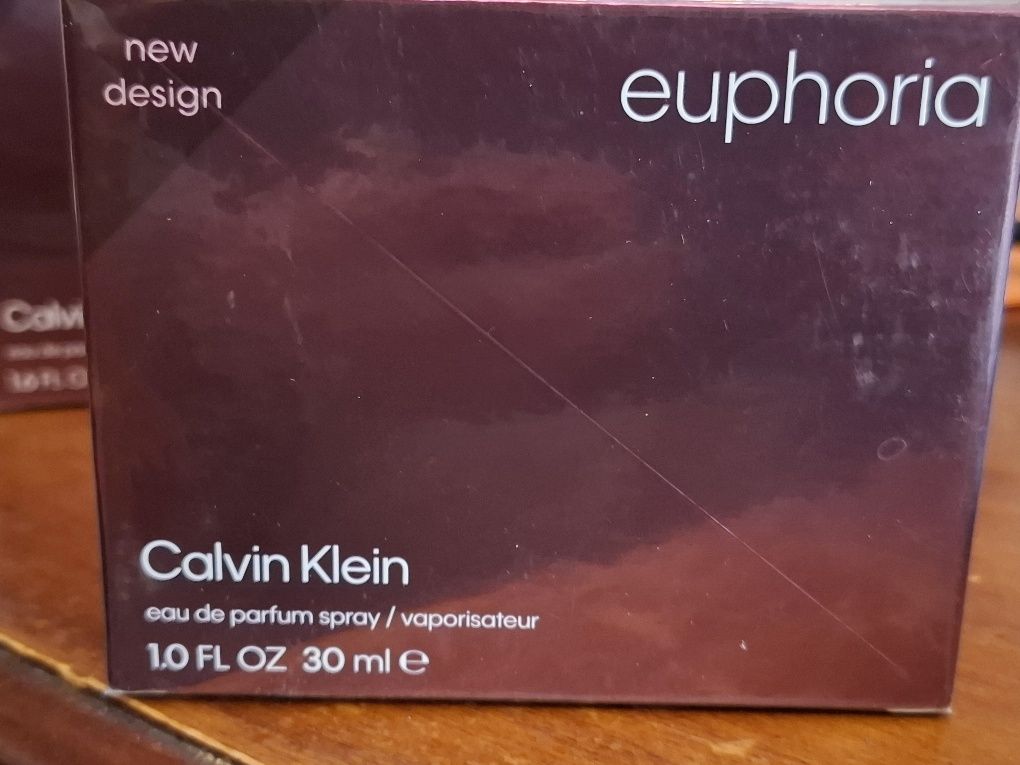 new
design
euphoria
Calvin Klein
eau de parfum spray / vaporisateur
1.0 FL OZ 30 ml e